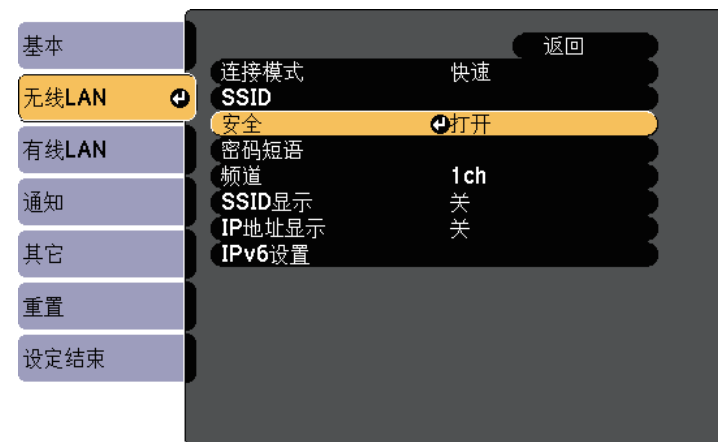 基本
无线LAN
有线LAN
通知
其它
重置
设定结束
返回
连接模式 快速
SSID
安全 打开
密码短语
频道 1ch
SSID显示 关
IP地址显示 关
IPv6设置